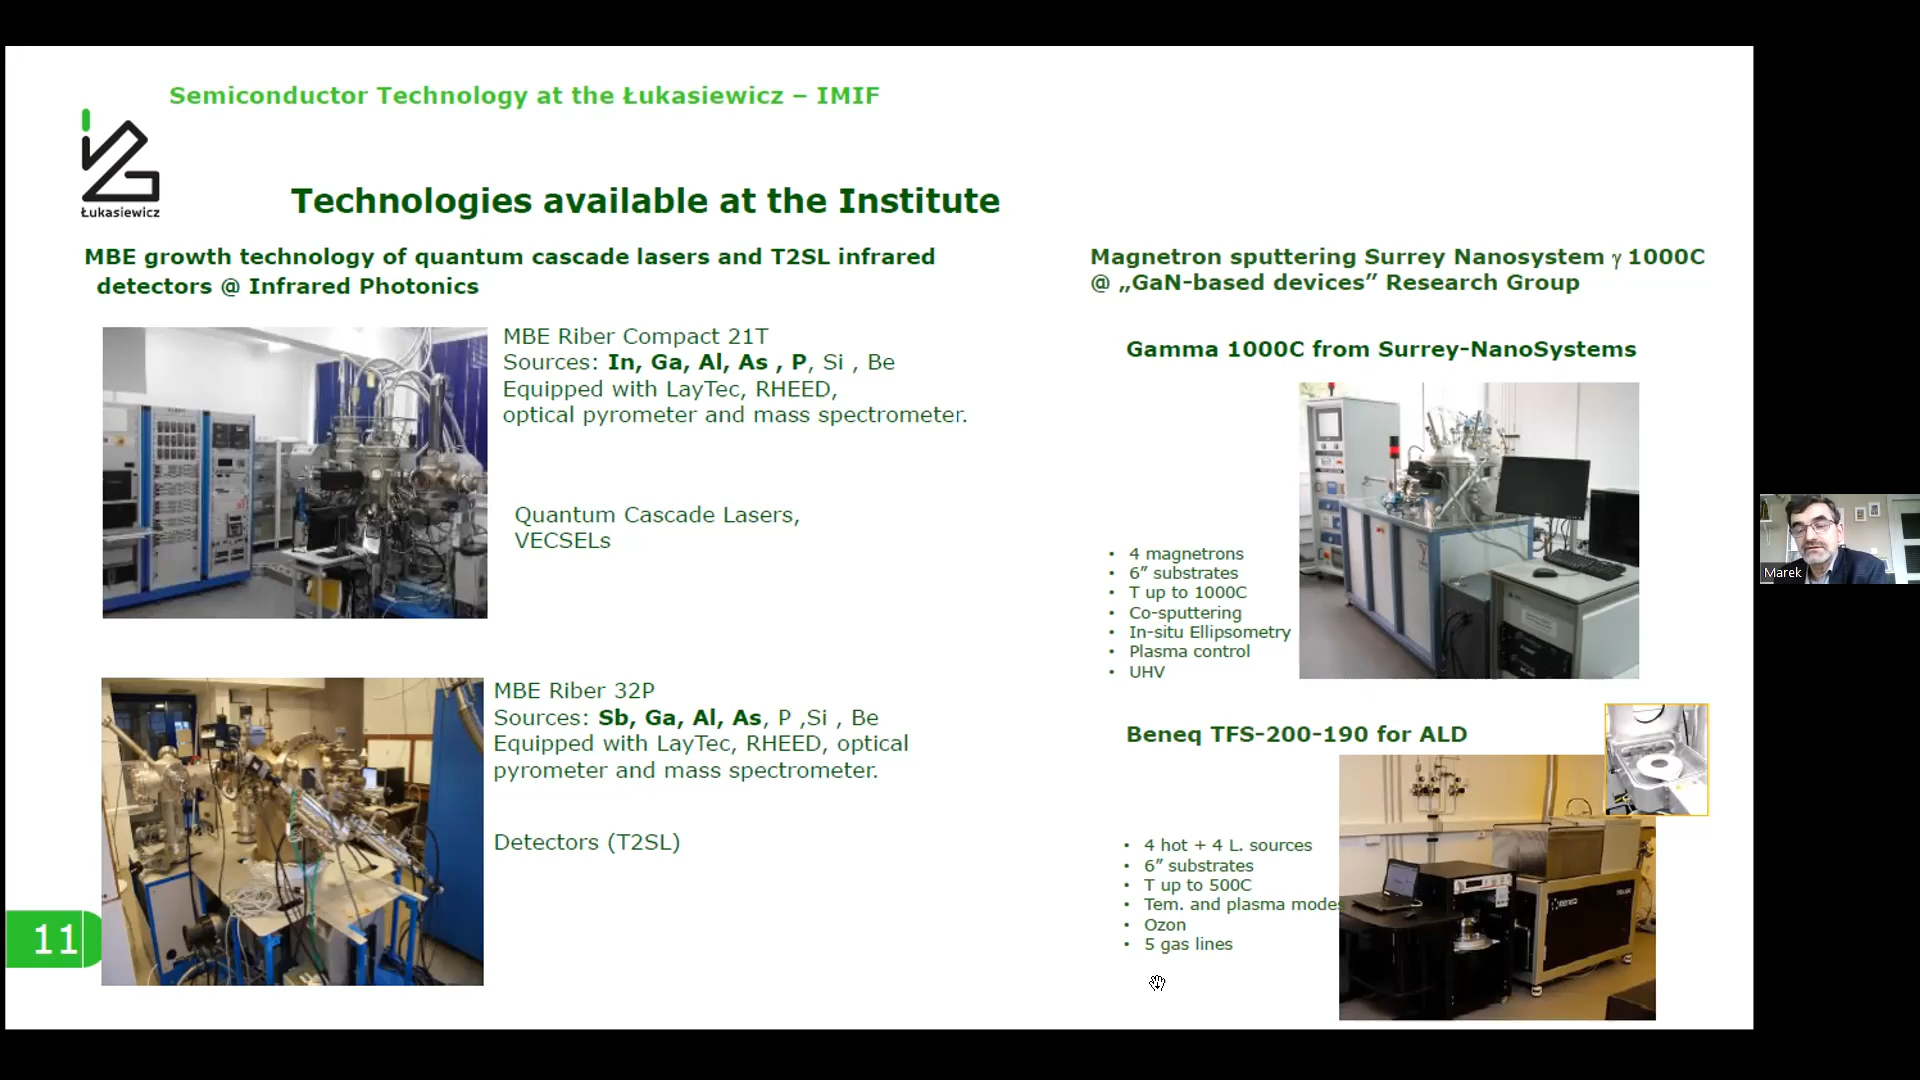 Semiconductor Technology at the Łukasiewicz – IMIF
Łukasiewicz
Technologies available at the Institute
MBE growth technology of quantum cascade lasers and T2SL infrared
detectors @ Infrared Photonics
MBE Riber Compact 21T
Sources: In, Ga, Al, As , P, Si , Be
Equipped with LayTec, RHEED,
optical pyrometer and mass spectrometer.
Quantum Cascade Lasers,
VECSELs
MBE Riber 32P
Sources: Sb, Ga, Al, As, P ,Si , Be
Equipped with LayTec, RHEED, optical
pyrometer and mass spectrometer.
Detectors (T2SL)
11
Magnetron sputtering Surrey Nanosystem γ 1000C
@ „GaN-based devices” Research Group
Gamma 1000C from Surrey-NanoSystems
• 4 magnetrons
• 6” substrates
• T up to 1000C
• Co-sputtering
• In-situ Ellipsometry
• Plasma control
• UHV
Beneq TFS-200-190 for ALD
• 4 hot + 4 L. sources
• 6” substrates
• T up to 500C
• Tem. and plasma modes
• Ozon
• 5 gas lines
beneq
Marek